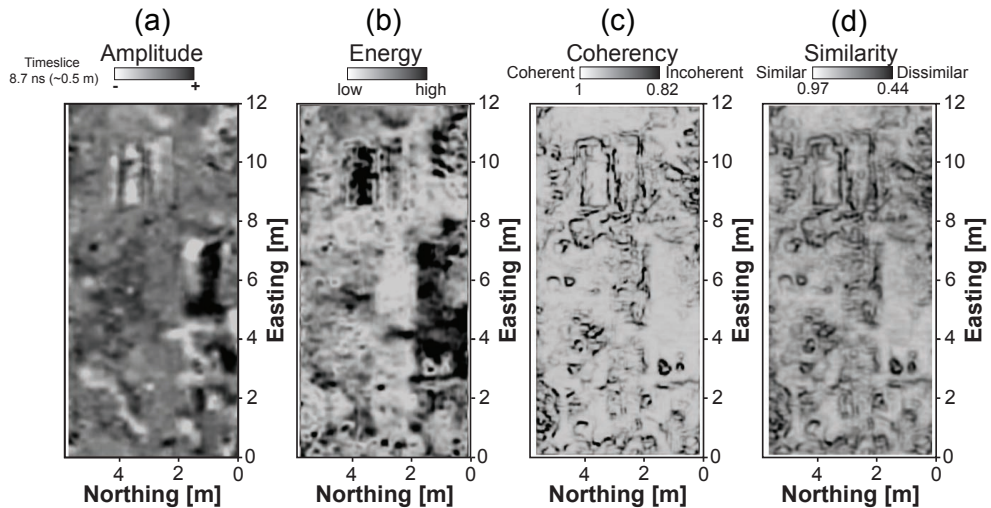 (a) (b) (c) (d)
Timeslice
8.7 ns (~0.5 m)
Amplitude
- +
Energy
low high
Coherency
Coherent Incoherent
1 0.82
Similarity
Similar Dissimilar
0.97 0.44
12
10
8
6
4
2
0
Easting [m]
4 2 0
Northing [m]
12
10
8
6
4
2
0
Easting [m]
4 2 0
Northing [m]
12
10
8
6
4
2
0
Easting [m]
4 2 0
Northing [m]
12
10
8
6
4
2
0
Easting [m]
4 2 0
Northing [m]